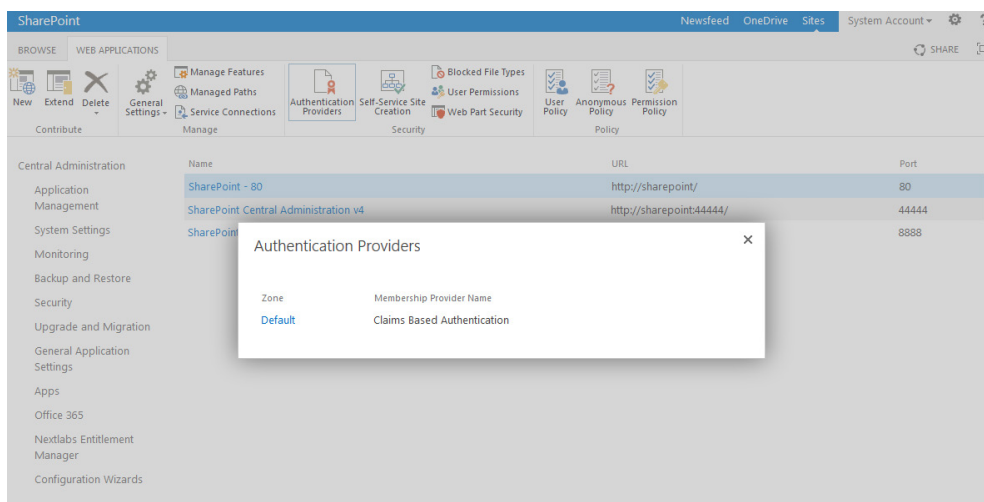 SharePoint
Newsfeed OneDrive Sites System Account ?
BROWSE WEB APPLICATIONS
SHARE
New
Extend
Delete
General
Settings
Manage Features
Managed Paths
Service Connections
Authentication
Providers
Self-Service Site
Creation
Blocked File Types
User Permissions
Web Part Security
User
Policy
Anonymous
Policy
Permission
Policy
Contribute Manage Security Policy
Central Administration
Application
Management
System Settings
Monitoring
Backup and Restore
Security
Upgrade and Migration
General Application
Settings
Apps
Office 365
Nextlabs Entitlement
Manager
Configuration Wizards
Name URL Port
SharePoint - 80 http://sharepoint/ 80
SharePoint Central Administration v4 http://sharepoint:44444/ 44444
SharePoint 8888
Authentication Providers
Zone Membership Provider Name
Default Claims Based Authentication